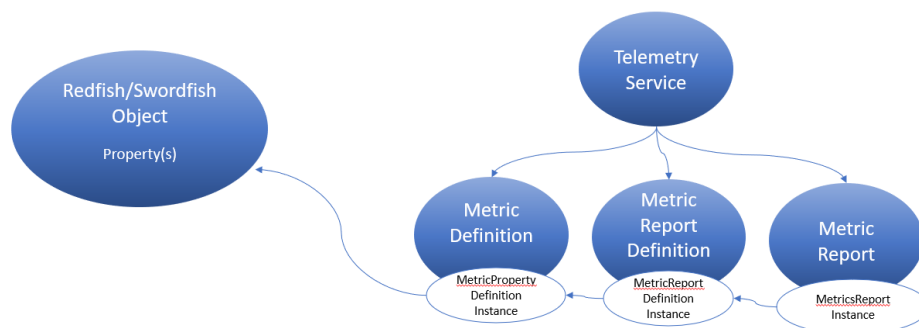 Redfish/Swordfish
Object
Property(s)
Telemetry
Service
Metric
Definition
MetricProperty
Definition
Instance
Metric
Report
Definition
MetricReport
Definition
Instance
Metric
Report
MetricsReport
Instance